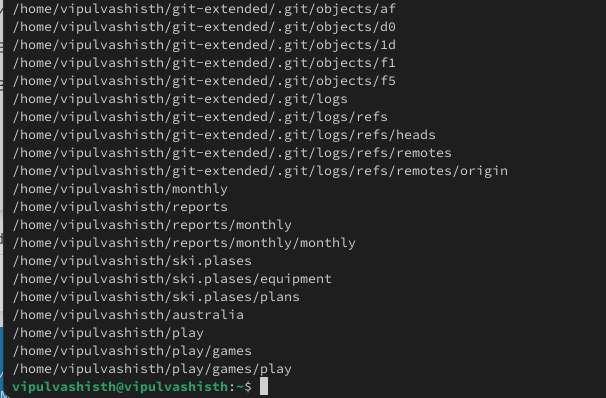 /home/vipulvashisth/git-extended/.git/objects/af
/home/vipulvashisth/git-extended/.git/objects/d0
/home/vipulvashisth/git-extended/.git/objects/1d
/home/vipulvashisth/git-extended/.git/objects/f1
/home/vipulvashisth/git-extended/.git/objects/f5
/home/vipulvashisth/git-extended/.git/logs
/home/vipulvashisth/git-extended/.git/logs/refs
/home/vipulvashisth/git-extended/.git/logs/refs/heads
/home/vipulvashisth/git-extended/.git/logs/refs/remotes
/home/vipulvashisth/git-extended/.git/logs/refs/remotes/origin
/home/vipulvashisth/monthly
/home/vipulvashisth/reports
/home/vipulvashisth/reports/monthly
/home/vipulvashisth/reports/monthly/monthly
/home/vipulvashisth/ski.plases
/home/vipulvashisth/ski.plases/equipment
/home/vipulvashisth/ski.plases/plans
/home/vipulvashisth/australia
/home/vipulvashisth/play
/home/vipulvashisth/play/games
/home/vipulvashisth/play/games/play
vipulvashisth@vipulvashisth:~$